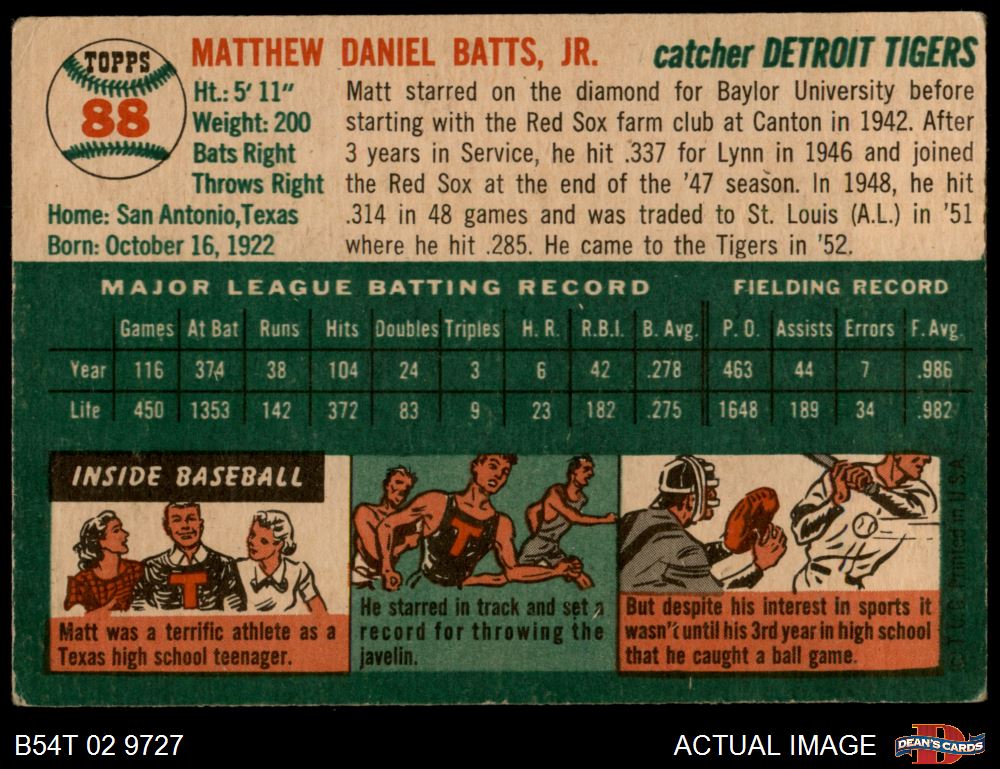 TOPPS
88
MATTHEW DANIEL BATTS, JR.
catcher DETROIT TIGERS
Ht.: 5' 11"
Weight: 200
Bats Right
Throws Right
Home: San Antonio, Texas
Born: October 16, 1922
Matt starred on the diamond for Baylor University before
starting with the Red Sox farm club at Canton in 1942. After
3 years in Service, he hit .337 for Lynn in 1946 and joined
the Red Sox at the end of the '47 season. In 1948, he hit
.314 in 48 games and was traded to St. Louis (A.L.) in '51
where he hit .285. He came to the Tigers in '52.
MAJOR LEAGUE BATTING RECORD FIELDING RECORD
Games At Bat Runs Hits Doubles Triples H. R. R.B.I. B. Avg. P. O. Assists Errors F. Avg.
Year 116 374 38 104 24 3 6 42 .278 463 44 7 .986
Life 450 1353 142 372 83 9 23 182 .275 1648 189 34 .982
INSIDE BASEBALL
T
Matt was a terrific athlete as a
Texas high school teenager.
T
He starred in track and set a
record for throwing the
javelin.
But despite his interest in sports it
wasn't until his 3rd year in high school
that he caught a ball game.
© T.C.G. Printed in U.S.A.
B54T 02 9727
ACTUAL IMAGE
D
DEAN'S CARDS